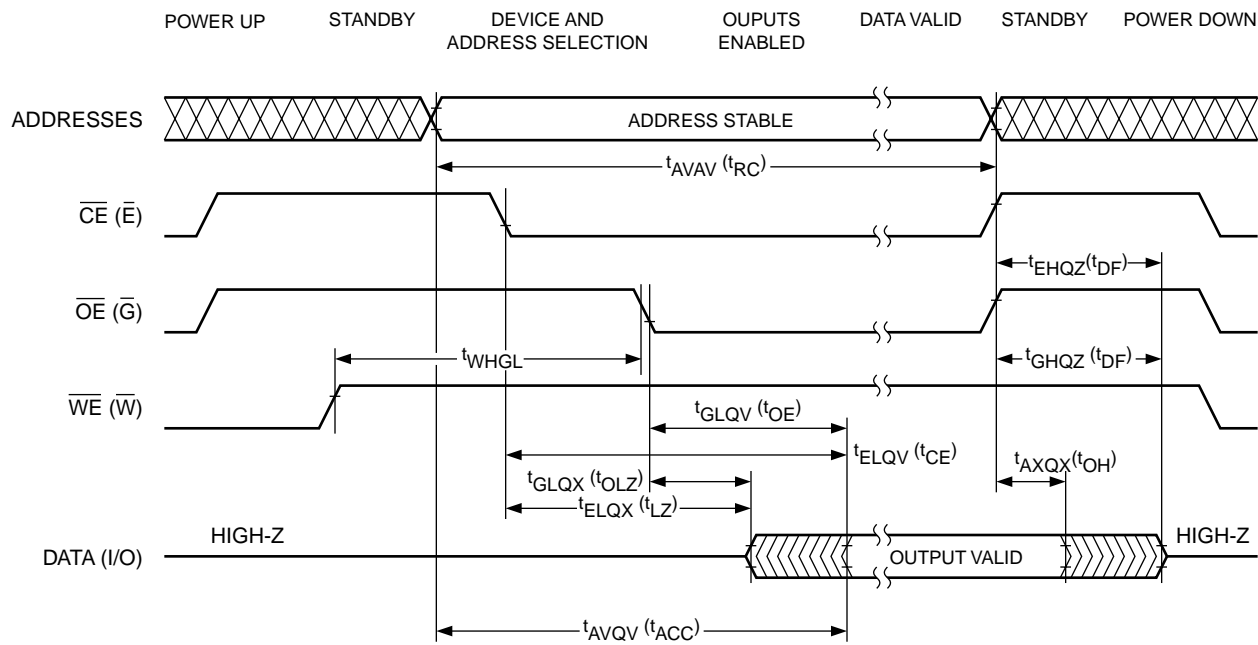 POWER UP STANDBY DEVICE AND ADDRESS SELECTION OUPUTS ENABLED DATA VALID STANDBY POWER DOWN
ADDRESSES
ADDRESS STABLE
tAVAV (tRC)
CE (E)
tEHQZ(tDF)
OE (G)
tWHGL
tGHQZ (tDF)
WE (W)
tGLQV (tOE)
tELQV (tCE)
tAXQX(tOH)
tGLQX (tOLZ)
tELQX (tLZ)
HIGH-Z
HIGH-Z
DATA (I/O)
OUTPUT VALID
tAVQV (tACC)